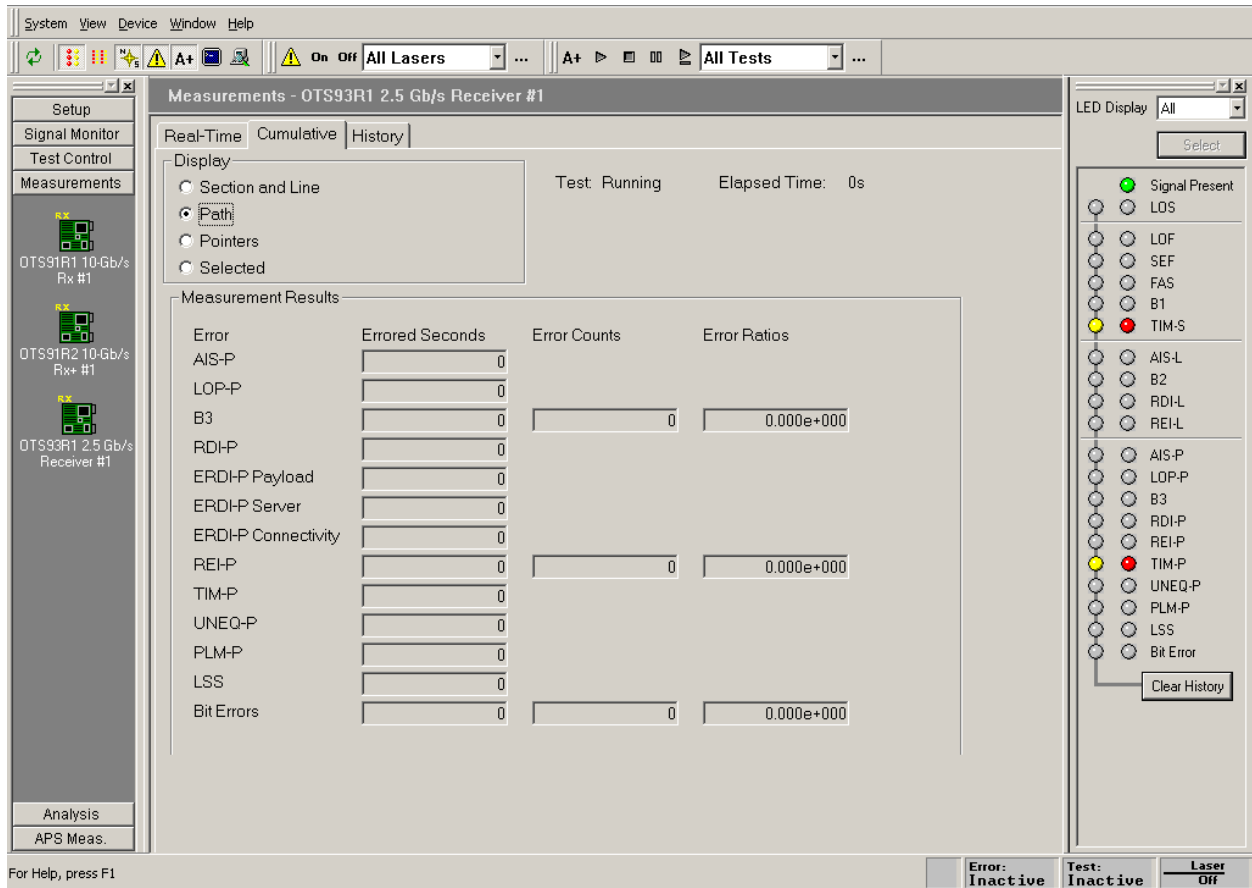 System View Device Window Help
A+ On Off All Lasers ... A+ All Tests ...
Setup
Signal Monitor
Test Control
Measurements
RX
OTS91R1 10-Gb/s
Rx #1
RX
OTS91R2 10-Gb/s
Rx+ #1
RX
OTS93R1 2.5 Gb/s
Receiver #1
Analysis
APS Meas.
Measurements - OTS93R1 2.5 Gb/s Receiver #1
Real-Time Cumulative History
Display
Section and Line
Path
Pointers
Selected
Test: Running Elapsed Time: 0s
Measurement Results
Error Errored Seconds Error Counts Error Ratios
AIS-P 0
LOP-P 0
B3 0 0 0.000e+000
RDI-P 0
ERDI-P Payload 0
ERDI-P Server 0
ERDI-P Connectivity 0
REI-P 0 0 0.000e+000
TIM-P 0
UNEQ-P 0
PLM-P 0
LSS 0
Bit Errors 0 0 0.000e+000
LED Display All
Select
Signal Present
LOS
LOF
SEF
FAS
B1
TIM-S
AIS-L
B2
RDI-L
REI-L
AIS-P
LOP-P
B3
RDI-P
REI-P
TIM-P
UNEQ-P
PLM-P
LSS
Bit Error
Clear History
For Help, press F1
Error: Inactive
Test: Inactive
Laser Off